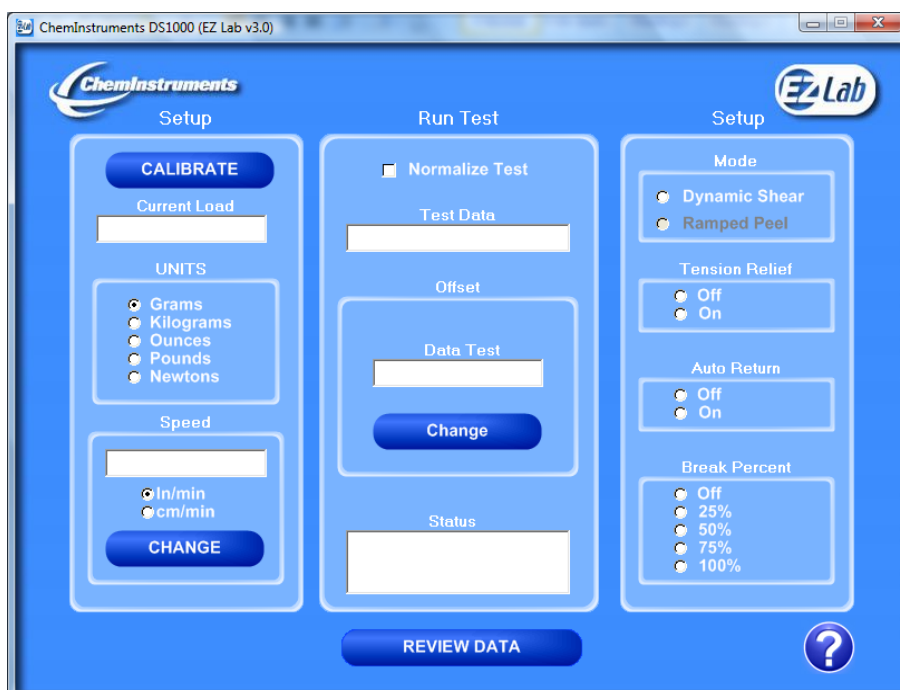 ChemInstruments DS1000 (EZ Lab v3.0)
ChemInstruments
EZ Lab
Setup
CALIBRATE
Current Load
UNITS
Grams
Kilograms
Ounces
Pounds
Newtons
Speed
In/min
cm/min
CHANGE
Run Test
Normalize Test
Test Data
Offset
Data Test
Change
Status
REVIEW DATA
Setup
Mode
Dynamic Shear
Ramped Peel
Tension Relief
Off
On
Auto Return
Off
On
Break Percent
Off
25%
50%
75%
100%
?